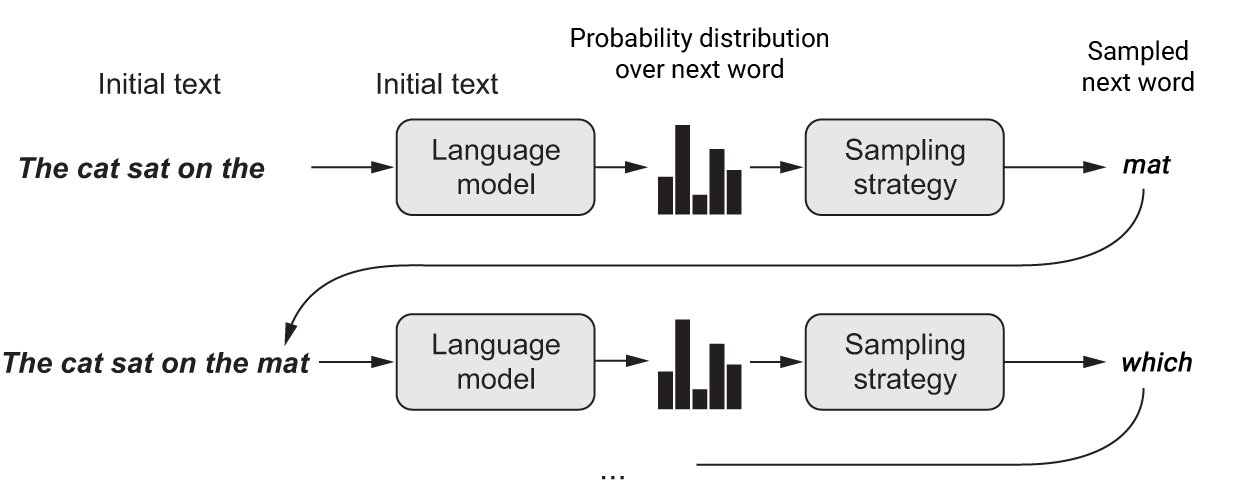 Probability distribution
over next word
Sampled
next word
Initial text
Initial text
The cat sat on the
Language
model
Sampling
strategy
mat
The cat sat on the mat
Language
model
Sampling
strategy
which
...